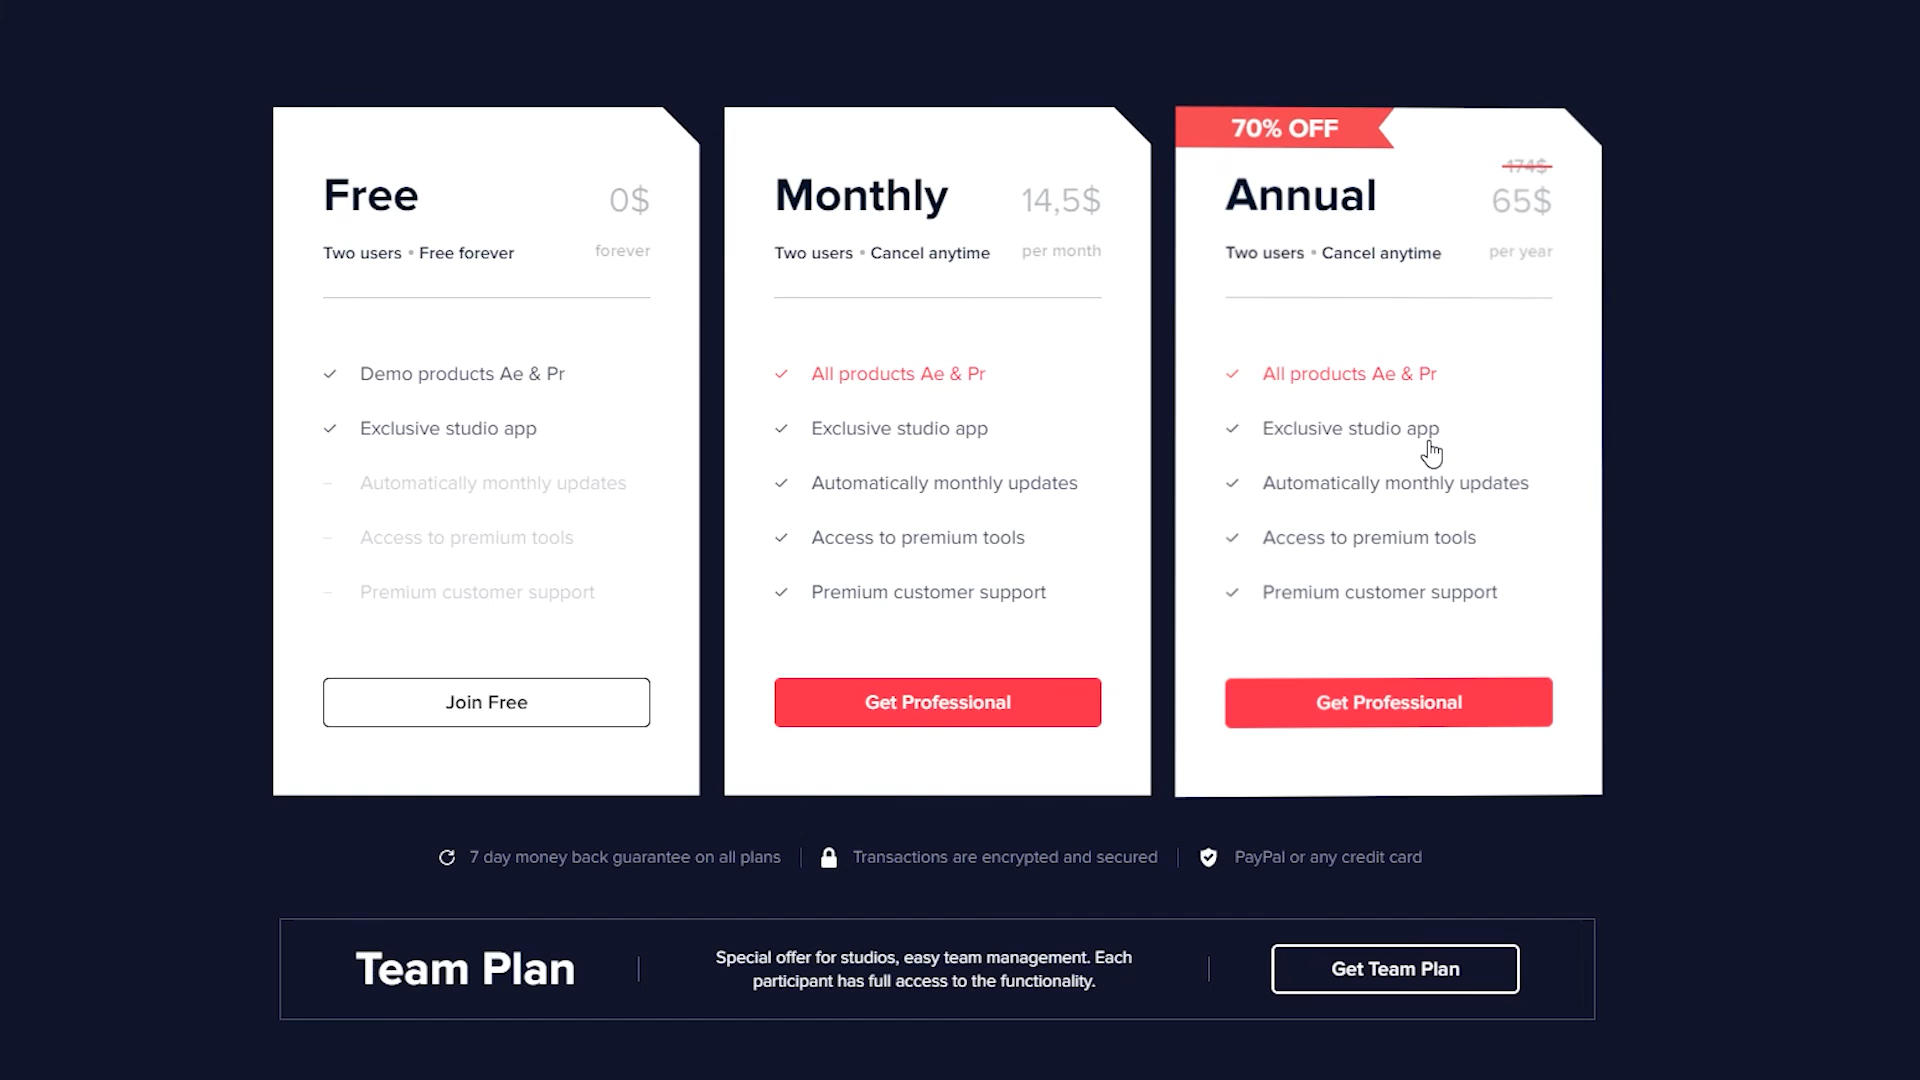 Free
0$
Two users • Free forever
forever
Demo products Ae & Pr
Exclusive studio app
Automatically monthly updates
Access to premium tools
Premium customer support
Join Free
Monthly
14,5$
Two users • Cancel anytime
per month
All products Ae & Pr
Exclusive studio app
Automatically monthly updates
Access to premium tools
Premium customer support
Get Professional
70% OFF
174$
Annual
65$
Two users • Cancel anytime
per year
All products Ae & Pr
Exclusive studio app
Automatically monthly updates
Access to premium tools
Premium customer support
Get Professional
7 day money back guarantee on all plans
Transactions are encrypted and secured
PayPal or any credit card
Team Plan
Special offer for studios, easy team management. Each
participant has full access to the functionality.
Get Team Plan